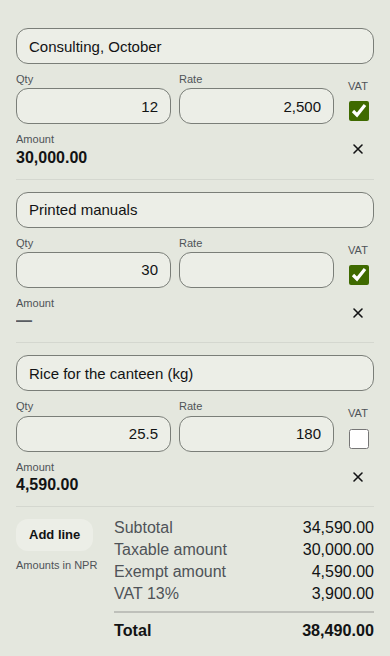 Consulting, October
Qty Rate VAT
12 2,500
Amount
30,000.00
Printed manuals
Qty Rate VAT
30
Amount
—
Rice for the canteen (kg)
Qty Rate VAT
25.5 180
Amount
4,590.00
Add line
Amounts in NPR
Subtotal 34,590.00
Taxable amount 30,000.00
Exempt amount 4,590.00
VAT 13% 3,900.00
Total 38,490.00